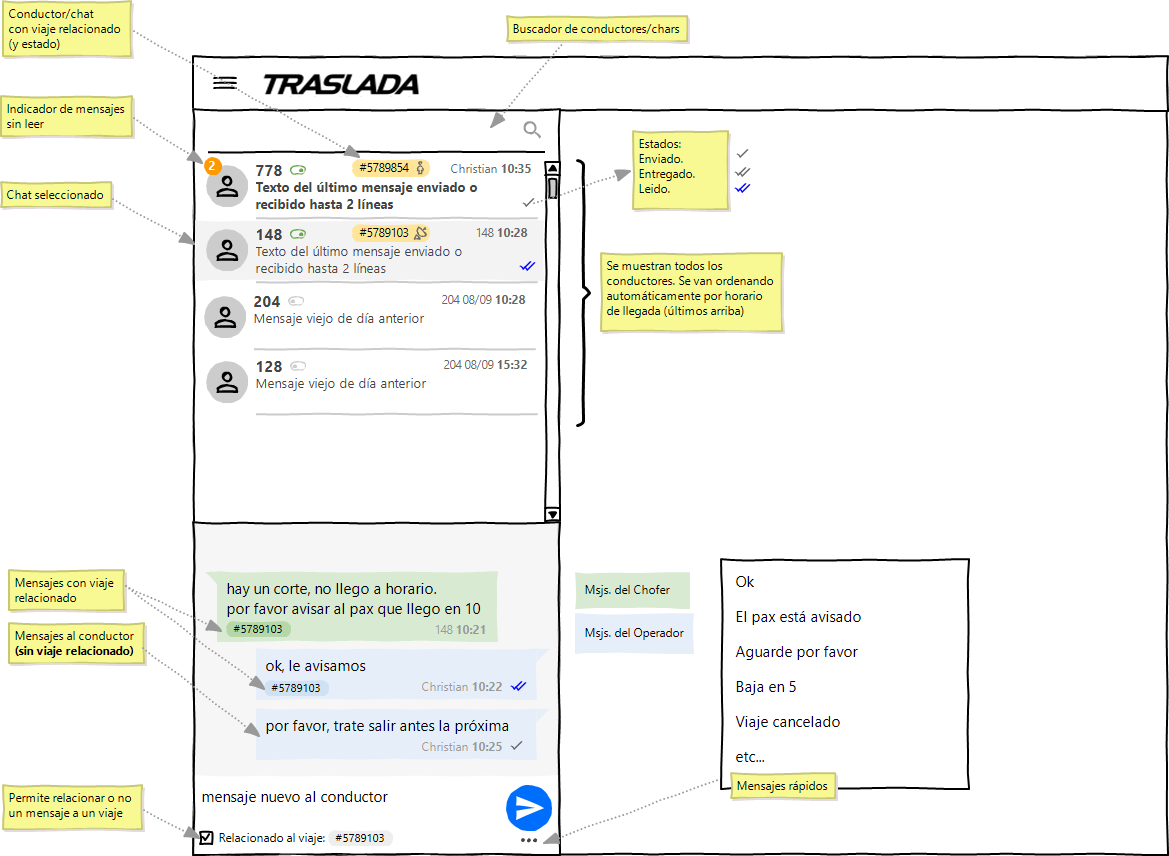 Conductor/chat
con viaje relacionado
(y estado)
Buscador de conductores/chars
TRASLADA
Indicador de mensajes
sin leer
Chat seleccionado
2
778
#5789854
Christian 10:35
Texto del último mensaje enviado o
recibido hasta 2 líneas
148
#5789103
148 10:28
Texto del último mensaje enviado o
recibido hasta 2 líneas
204
204 08/09 10:28
Mensaje viejo de día anterior
128
204 08/09 15:32
Mensaje viejo de día anterior
Estados:
Enviado.
Entregado.
Leido.
Se muestran todos los
conductores. Se van ordenando
automáticamente por horario
de llegada (últimos arriba)
Mensajes con viaje
relacionado
Mensajes al conductor
(sin viaje relacionado)
hay un corte, no llego a horario.
por favor avisar al pax que llego en 10
#5789103
148 10:21
ok, le avisamos
#5789103
Christian 10:22
por favor, trate salir antes la próxima
Christian 10:25
Msjs. del Chofer
Msjs. del Operador
Ok
El pax está avisado
Aguarde por favor
Baja en 5
Viaje cancelado
etc...
Mensajes rápidos
Permite relacionar o no
un mensaje a un viaje
mensaje nuevo al conductor
Relacionado al viaje: #5789103